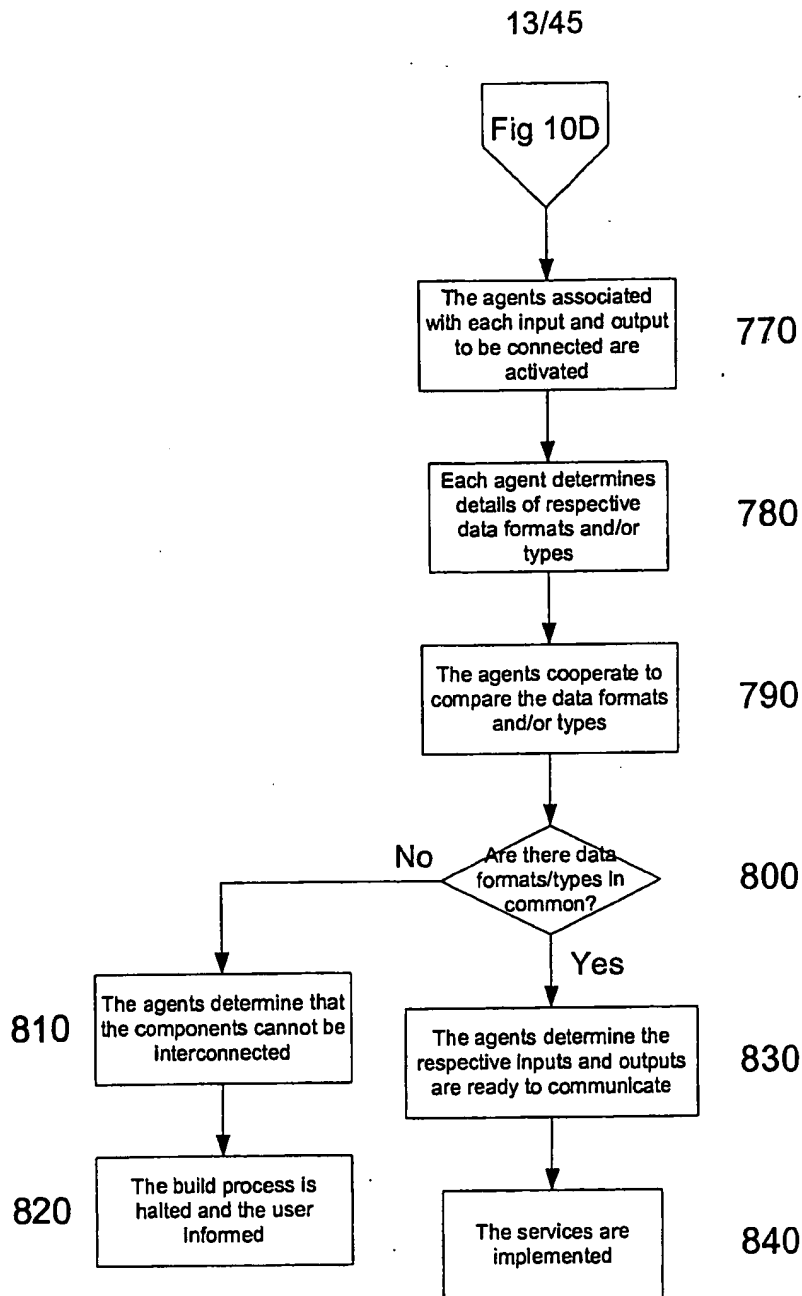 13/45
Fig 10D
The agents associated
with each input and output
to be connected are
activated
770
Each agent determines
details of respective
data formats and/or
types
780
The agents cooperate to
compare the data formats
and/or types
790
No
Are there data
formats/types in
common?
800
Yes
810
The agents determine that
the components cannot be
interconnected
The agents determine the
respective inputs and outputs
are ready to communicate
830
820
The build process is
halted and the user
informed
The services are
implemented
840